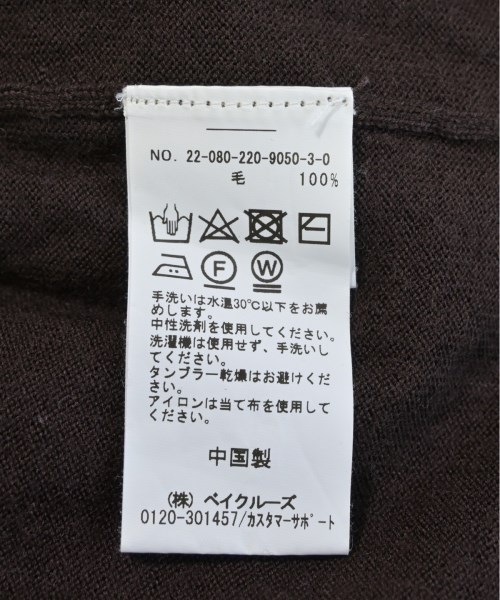 NO. 22-080-220-9050-3-0
毛 100%
F W
手洗いは水温30℃以下をお薦
めします。
中性洗剤を使用してください。
洗濯機は使用せず、手洗いし
てください。
タンブラー乾燥はお避けくだ
さい。
アイロンは当て布を使用して
ください。
中国製
(株) ベイクルーズ
0120-301457/カスタマーサポート